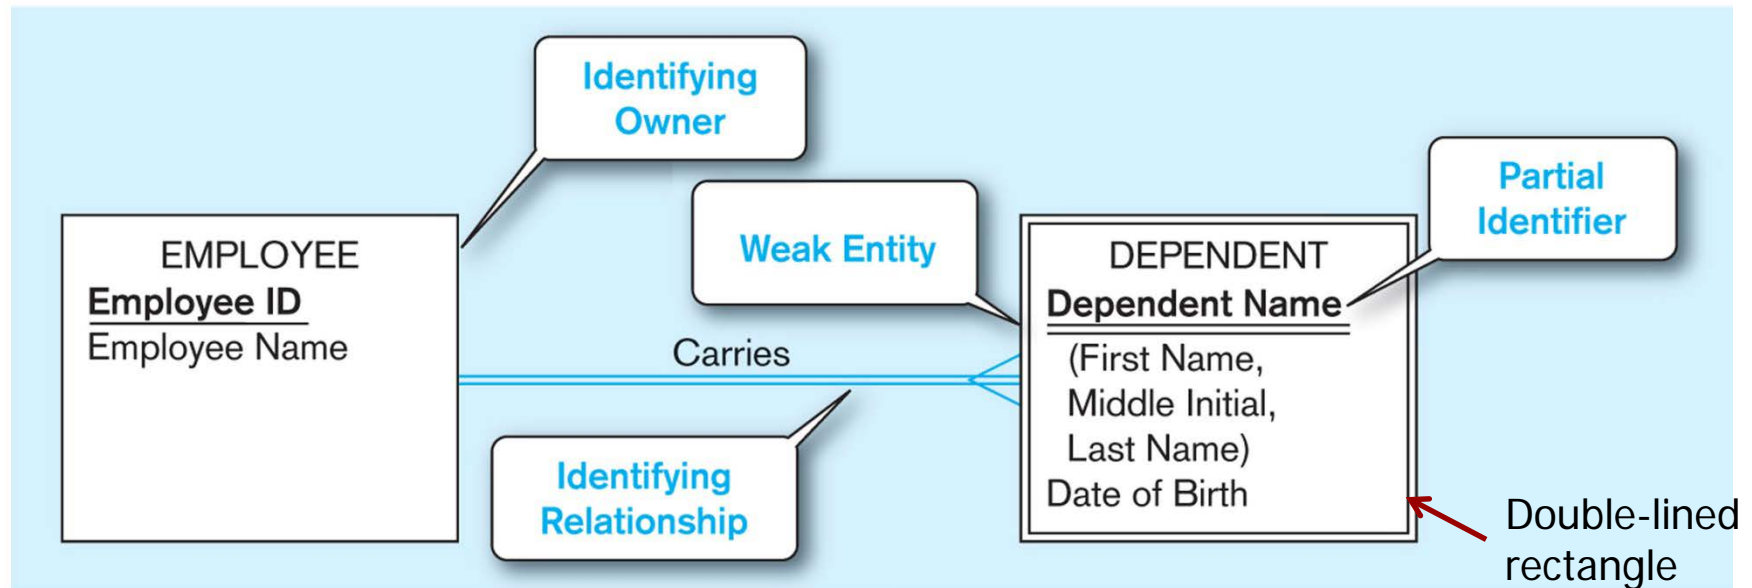 Identifying
Owner
Partial
Identifier
Weak Entity
EMPLOYEE
Employee ID
Employee Name
Carries
DEPENDENT
Dependent Name
(First Name,
Middle Initial,
Last Name)
Date of Birth
Identifying
Relationship
Double-lined
rectangle